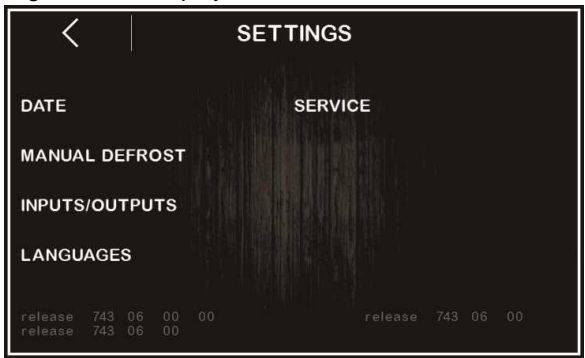 SETTINGS
DATE SERVICE
MANUAL DEFROST
INPUTS/OUTPUTS
LANGUAGES
release 743 06 00 00 release 743 06 00
release 743 06 00